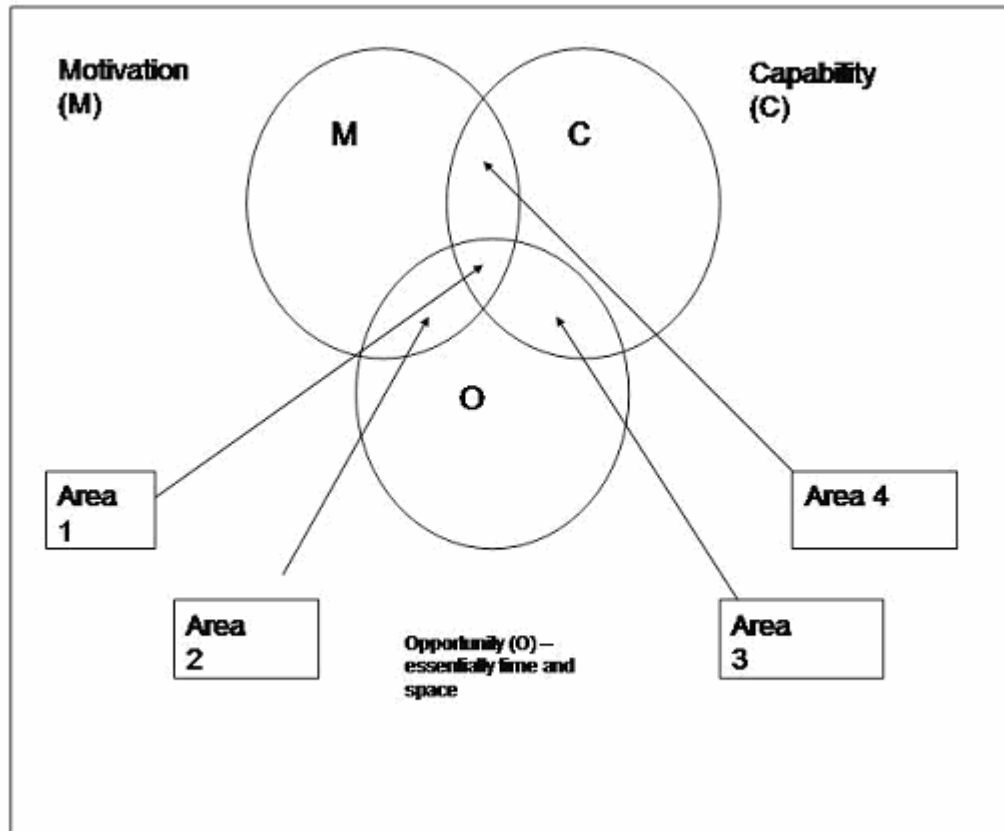 Motivation
(M)
Capability
(C)
M
C
O
Area
1
Area 4
Area
2
Area
3
Opportunity (O) –
essentially time and
space